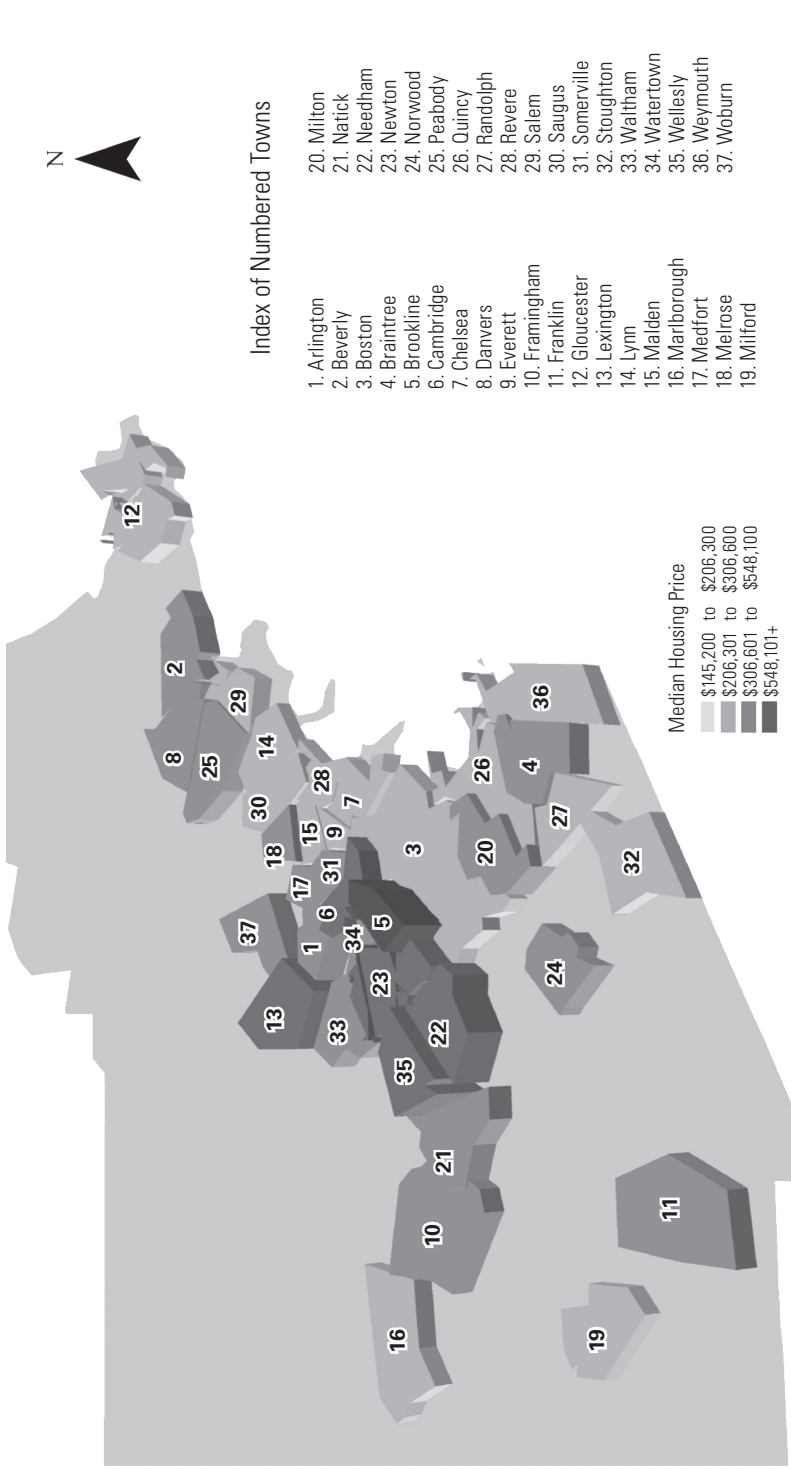 N
Index of Numbered Towns
1. Arlington
2. Beverly
3. Boston
4. Braintree
5. Brookline
6. Cambridge
7. Chelsea
8. Danvers
9. Everett
10. Framingham
11. Franklin
12. Gloucester
13. Lexington
14. Lynn
15. Malden
16. Marlborough
17. Medfort
18. Melrose
19. Milford
20. Milton
21. Natick
22. Needham
23. Newton
24. Norwood
25. Peabody
26. Quincy
27. Randolph
28. Revere
29. Salem
30. Saugus
31. Somerville
32. Stoughton
33. Waltham
34. Watertown
35. Wellesly
36. Weymouth
37. Woburn
12
2
8
25
29
14
30
28
18
15
7
9
17
31
37
6
1
34
5
3
13
33
23
35
22
26
36
4
20
27
32
24
21
10
16
11
19
Median Housing Price
$145,200 to $206,300
$206,301 to $306,600
$306,601 to $548,100
$548,101+